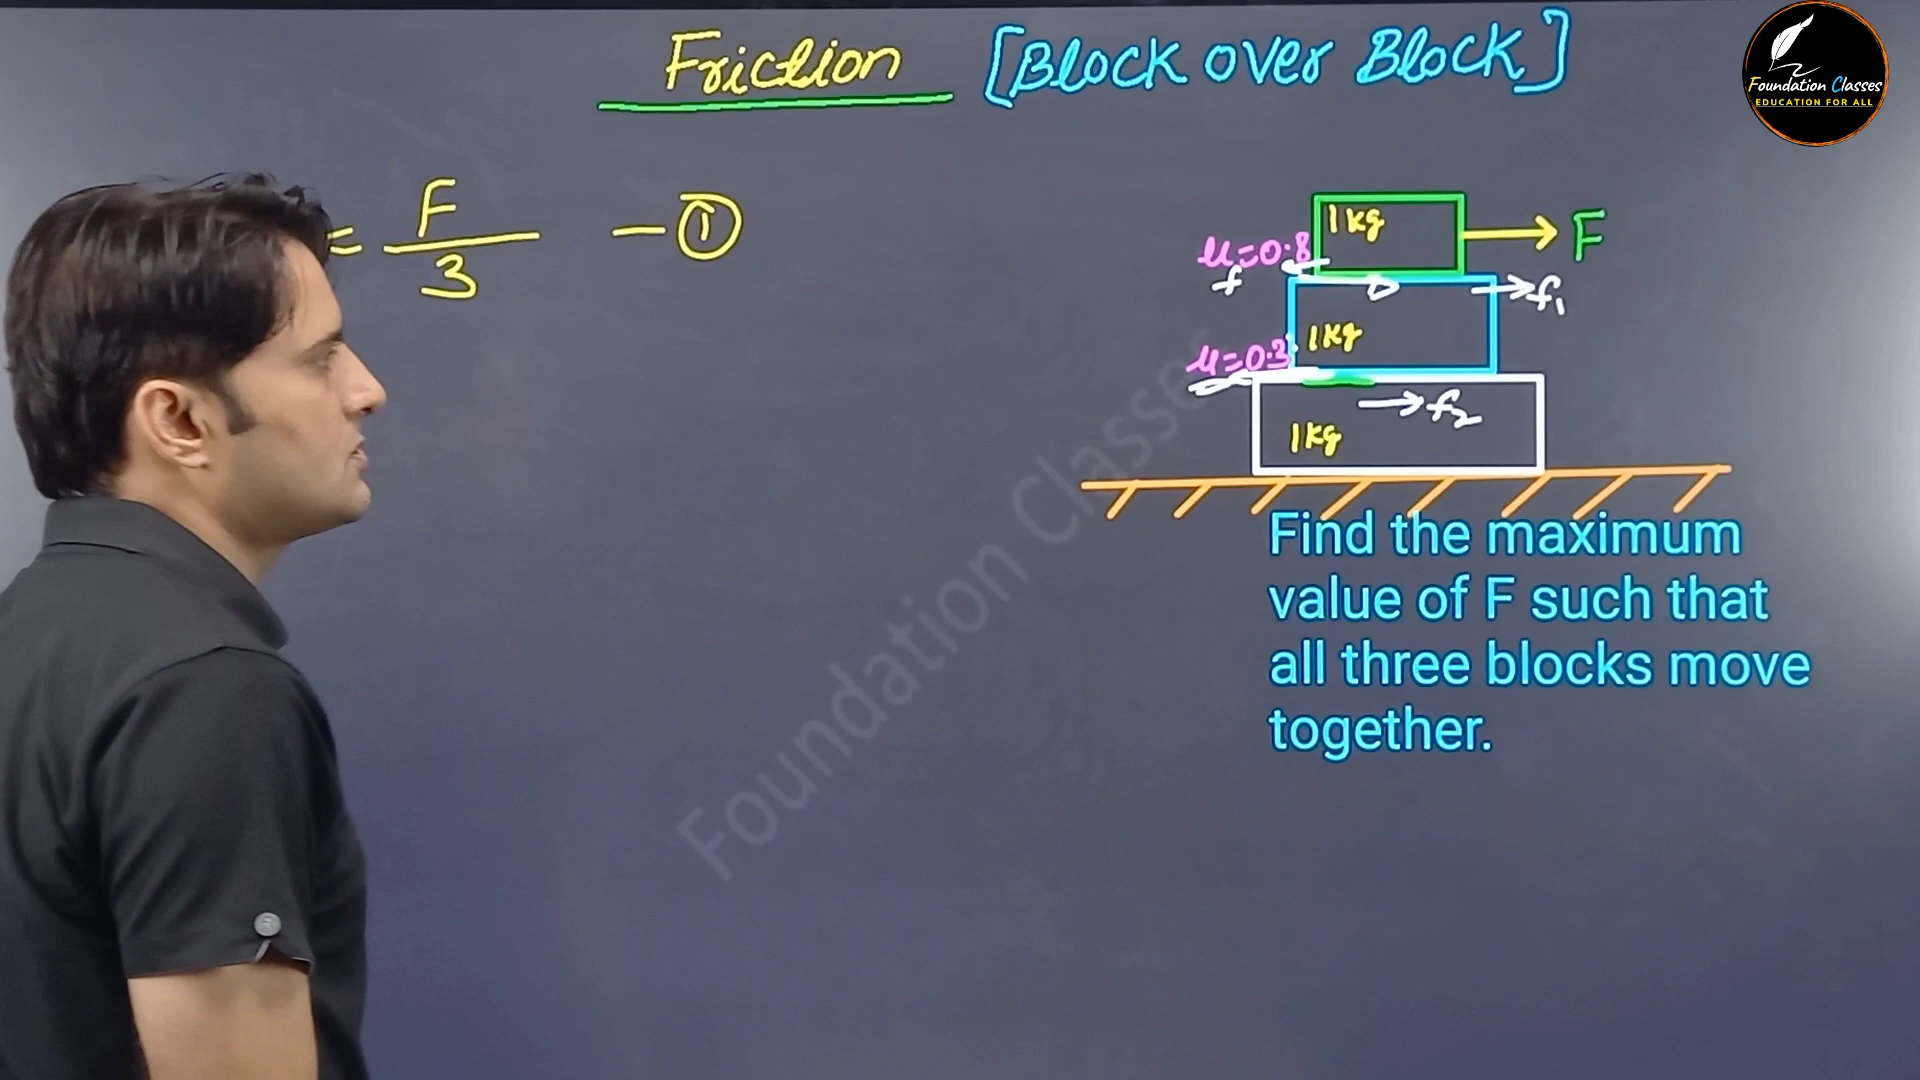 Friction [Block over Block]
Foundation Classes
EDUCATION FOR ALL
= F/3 - ①
1kg
F
μ=0.8
f
f₁
1kg
μ=0.3
f₂
1kg
Find the maximum
value of F such that
all three blocks move
together.
Foundation Classes